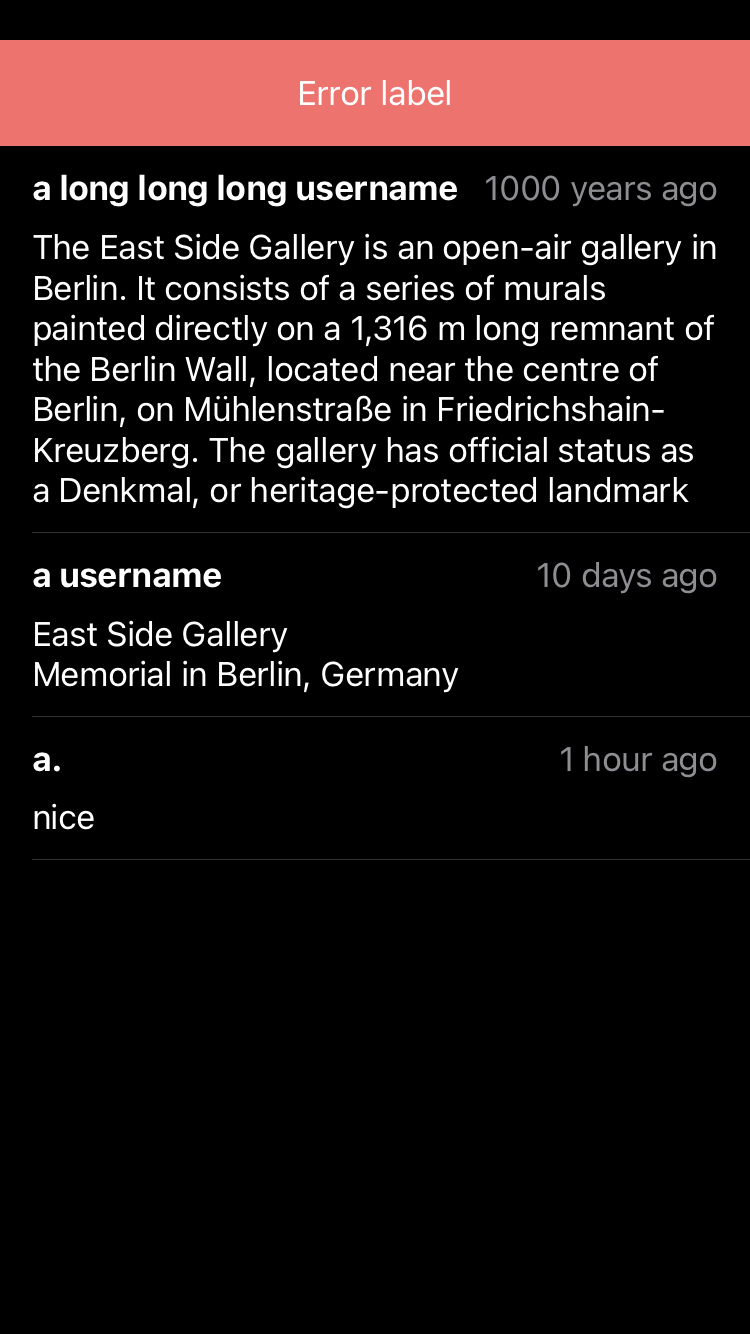 Error label
a long long long username 1000 years ago
The East Side Gallery is an open-air gallery in
Berlin. It consists of a series of murals
painted directly on a 1,316 m long remnant of
the Berlin Wall, located near the centre of
Berlin, on Mühlenstraße in Friedrichshain-
Kreuzberg. The gallery has official status as
a Denkmal, or heritage-protected landmark
a username 10 days ago
East Side Gallery
Memorial in Berlin, Germany
a. 1 hour ago
nice